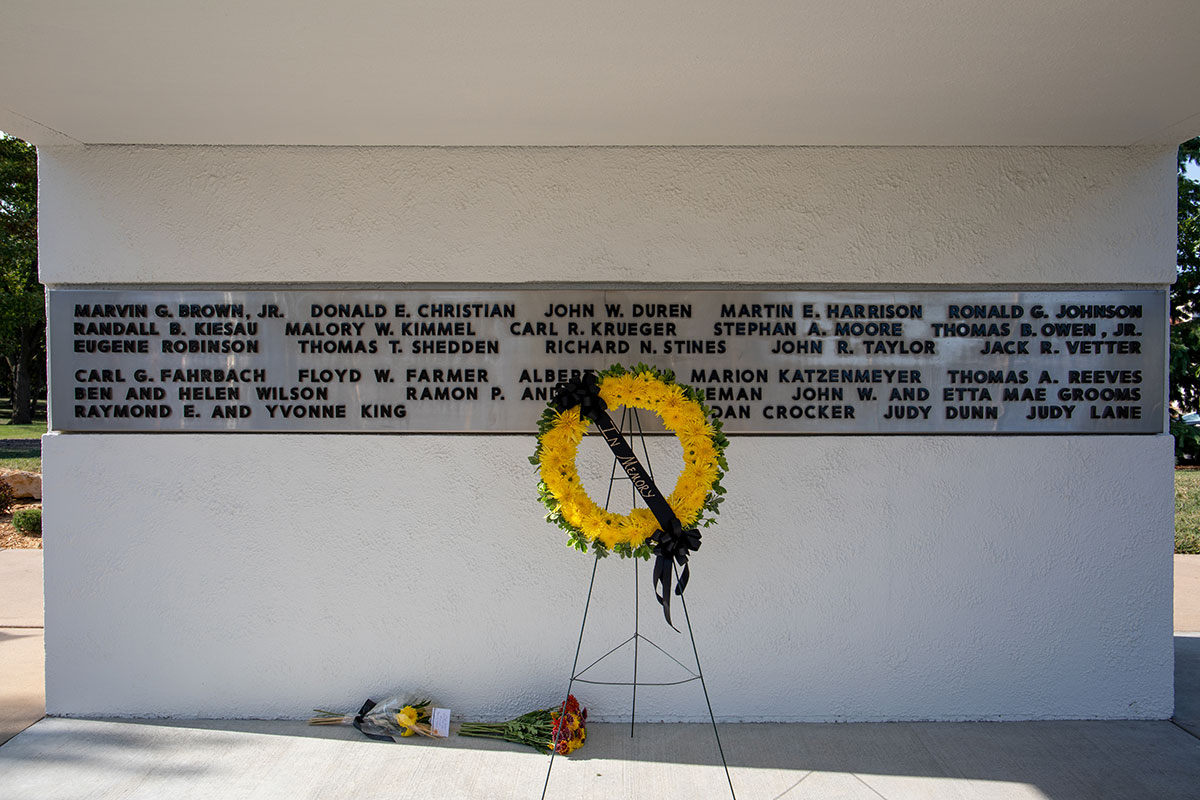 MARVIN G. BROWN, JR. DONALD E. CHRISTIAN JOHN W. DUREN MARTIN E. HARRISON RONALD G. JOHNSON
RANDALL B. KIESAU MALORY W. KIMMEL CARL R. KRUEGER STEPHAN A. MOORE THOMAS B. OWEN, JR.
EUGENE ROBINSON THOMAS T. SHEDDEN RICHARD N. STINES JOHN R. TAYLOR JACK R. VETTER
CARL G. FAHRBACH FLOYD W. FARMER MARION KATZENMEYER THOMAS A. REEVES
BEN AND HELEN WILSON RAMON P. AND JOHN W. AND ETTA MAE GROOMS
RAYMOND E. AND YVONNE KING DAN CROCKER JUDY DUNN JUDY LANE
IN MEMORY